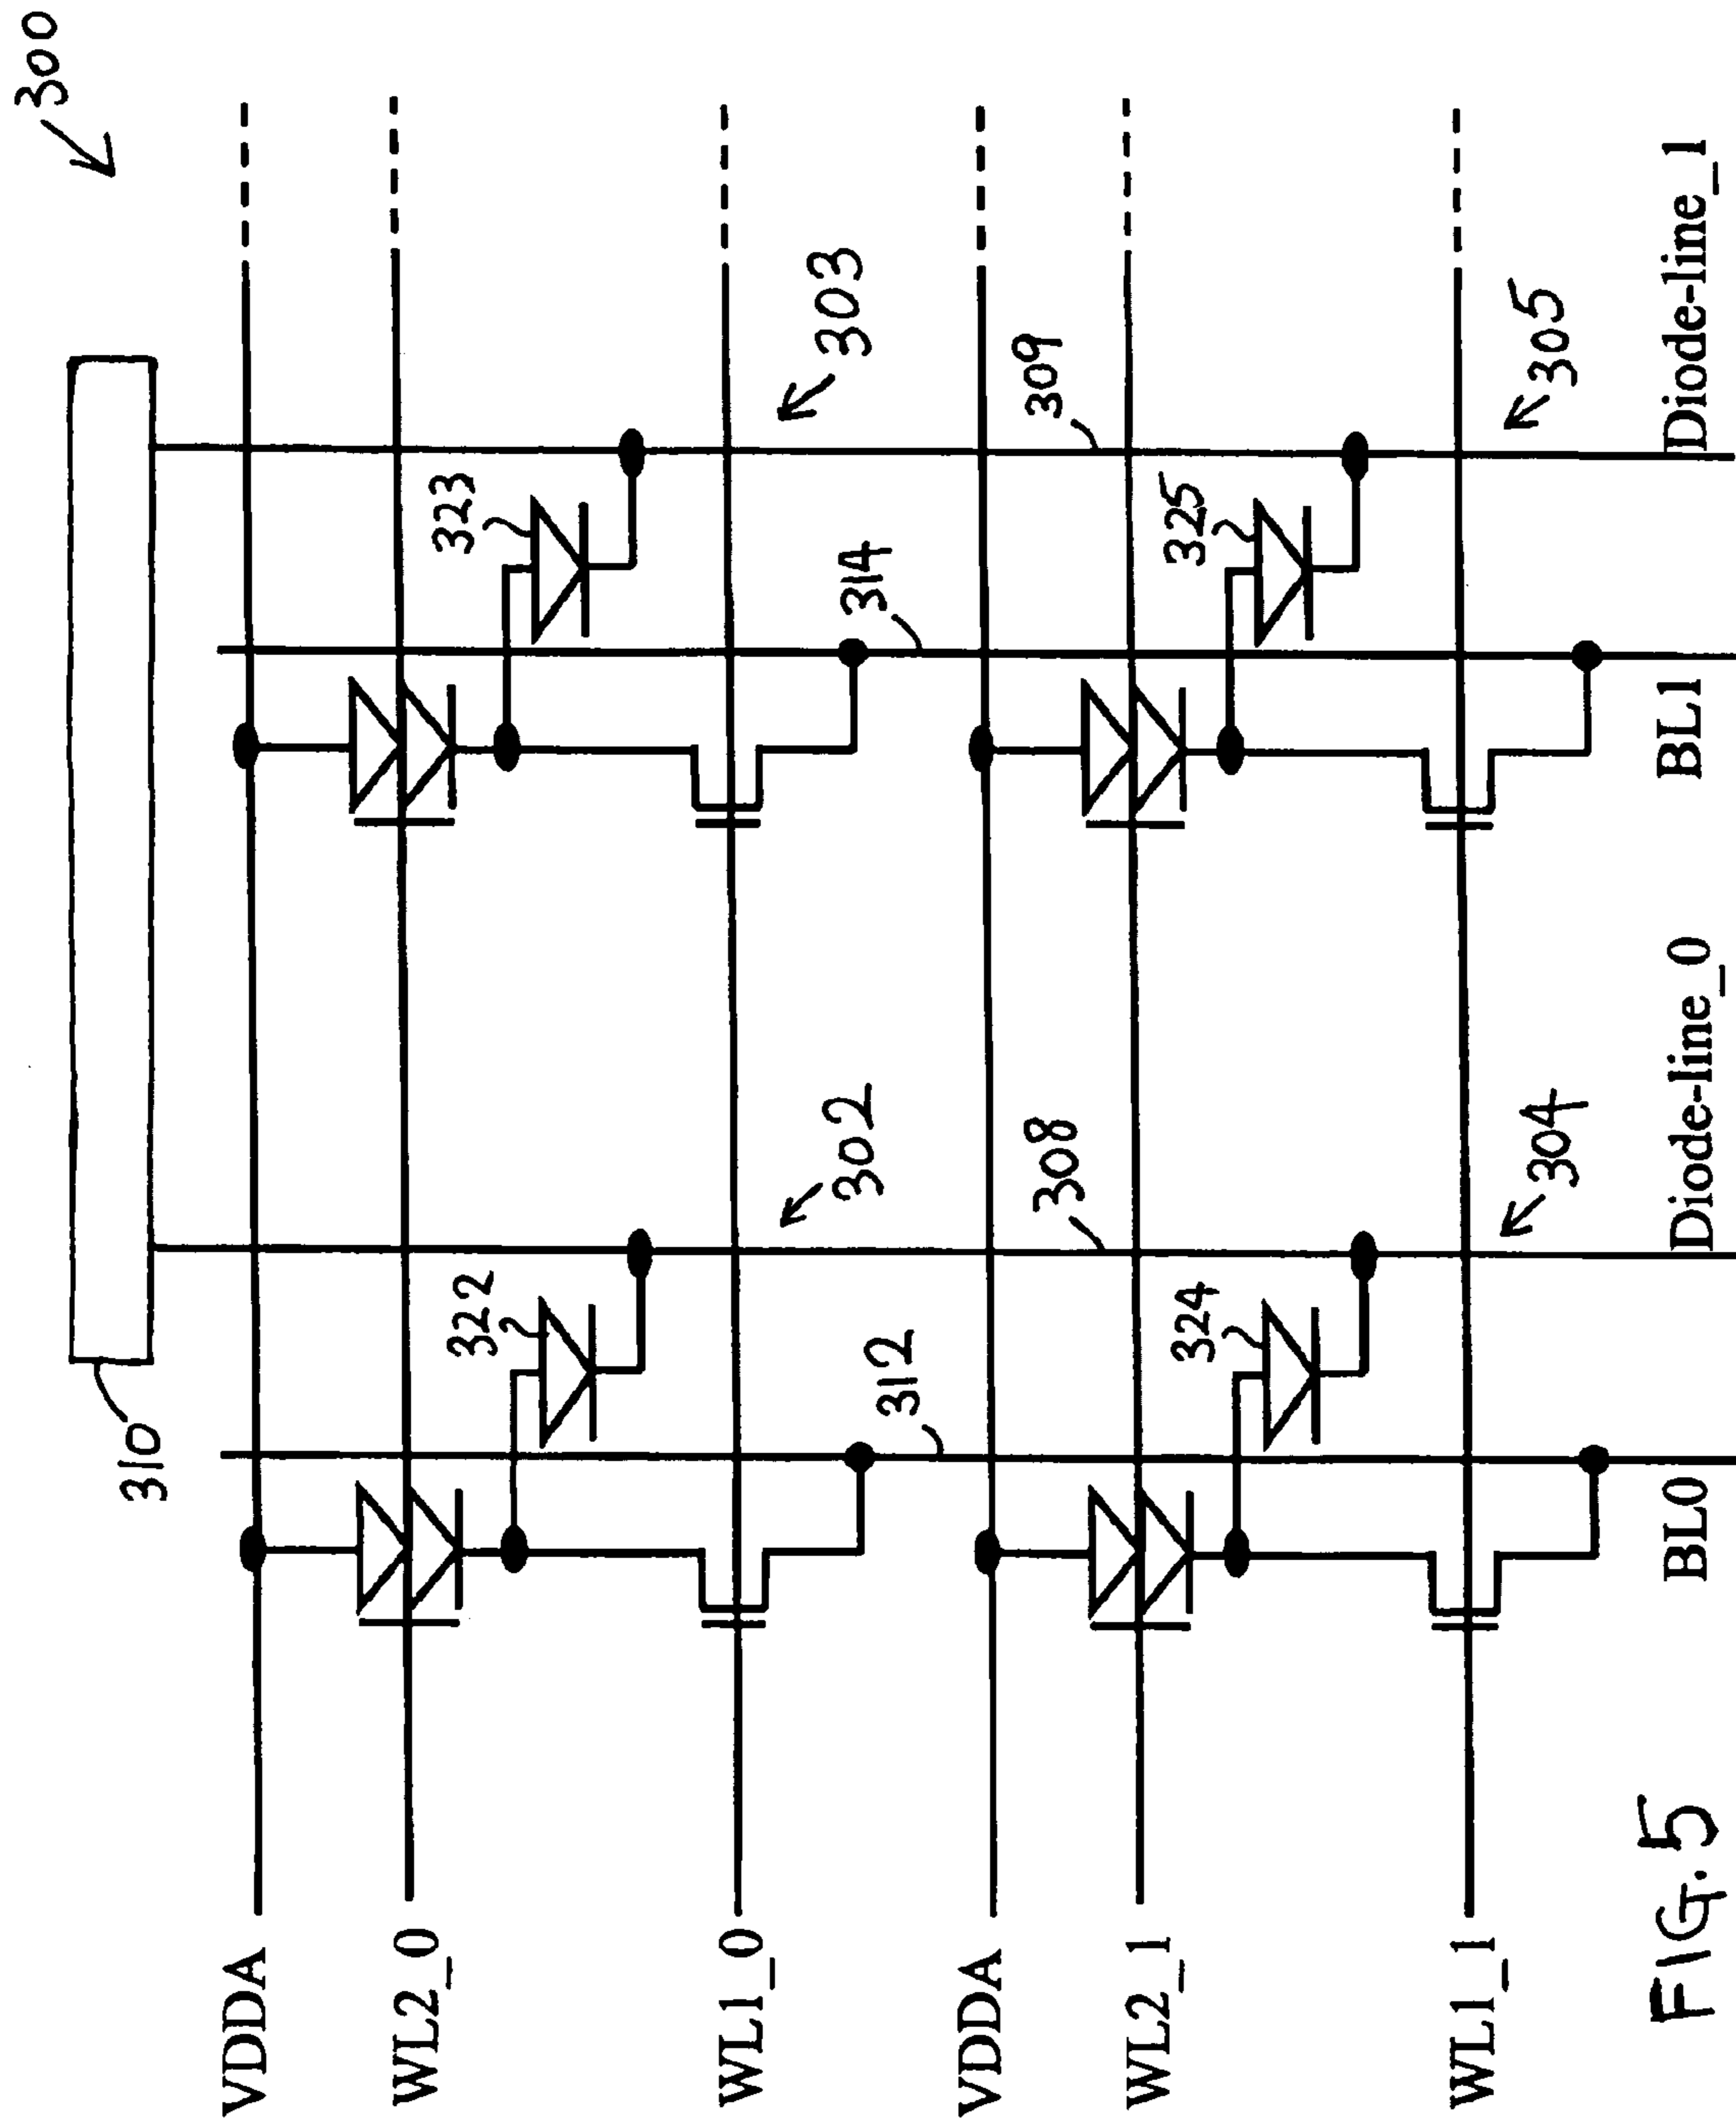 300
310
VDDA
WL2_0
322
323
WL1_0
302
303
312
314
VDDA
308
309
WL2_1
324
325
WL1_1
304
305
BL0
Diode-line_0
BL1
Diode-line_1
FIG. 5